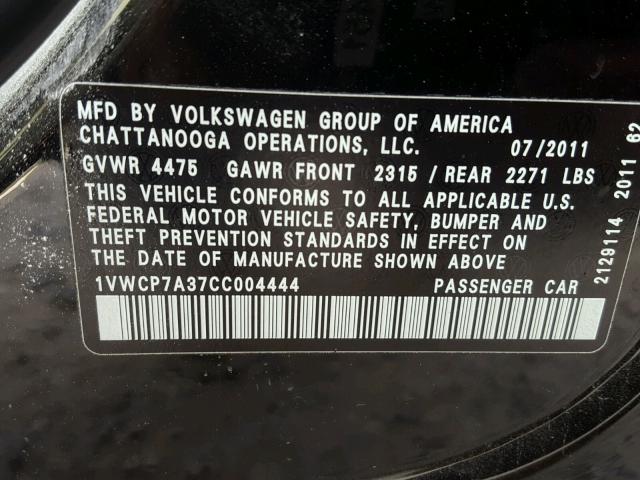 MFD BY VOLKSWAGEN GROUP OF AMERICA
CHATTANOOGA OPERATIONS, LLC. 07/2011
GVWR 4475 GAWR FRONT 2315 / REAR 2271 LBS
THIS VEHICLE CONFORMS TO ALL APPLICABLE U.S.
FEDERAL MOTOR VEHICLE SAFETY, BUMPER AND
THEFT PREVENTION STANDARDS IN EFFECT ON
THE DATE OF MANUFACTURE SHOWN ABOVE
1VWCP7A37CC004444 PASSENGER CAR
2129114 2011 62